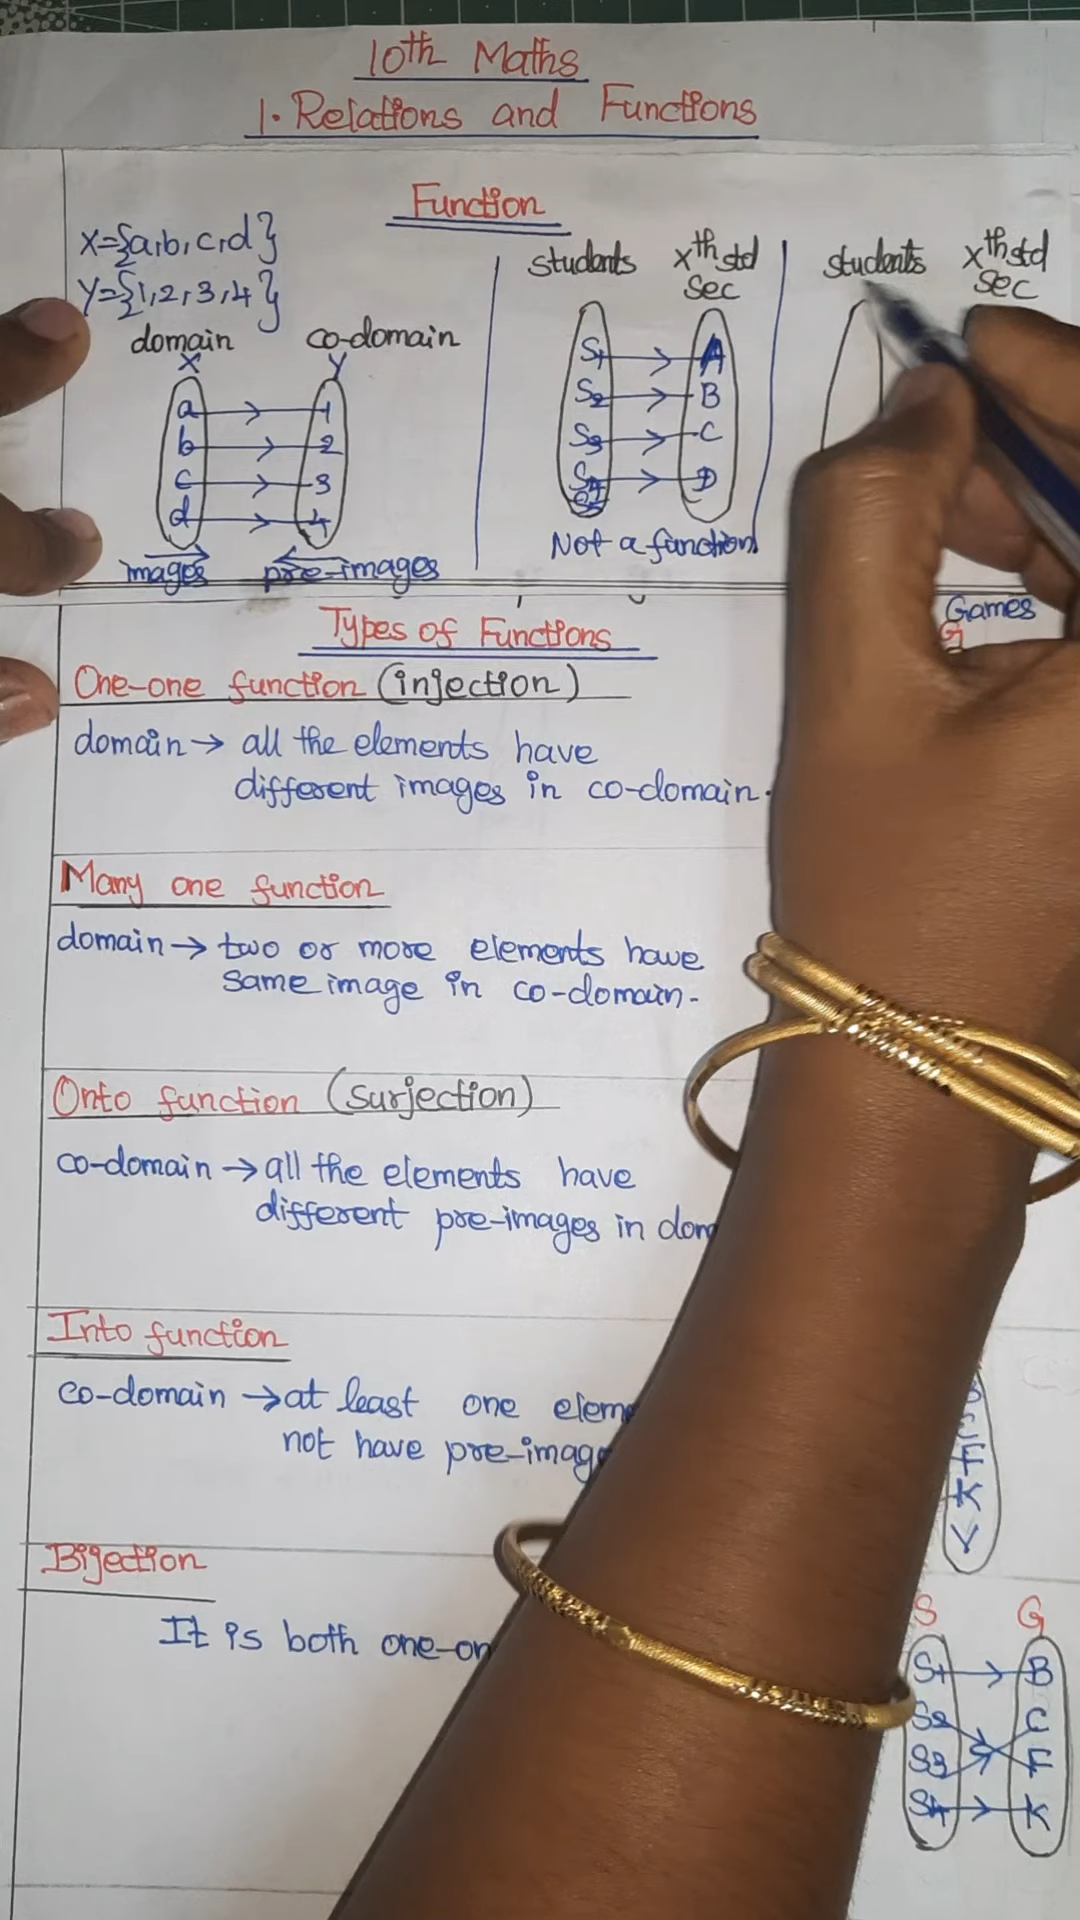 10th Maths
1. Relations and Functions
Function
X={a,b,c,d}
Y={1,2,3,4}
domain co-domain
X Y
a 1
b 2
c 3
d 4
images pre-images
students Xth std
sec
S1 A
S2 B
S3 C
S4 D
S5
Not a function
students Xth std
sec
Types of Functions
Games
G
One-one function (injection)
domain → all the elements have
different images in co-domain.
Many one function
domain → two or more elements have
same image in co-domain.
Onto function (surjection)
co-domain → all the elements have
different pre-images in
Into function
co-domain → at least one
not have
F
K
V
Bijection
It is both
S G
S1 B
S2 C
S3 F
S4 K